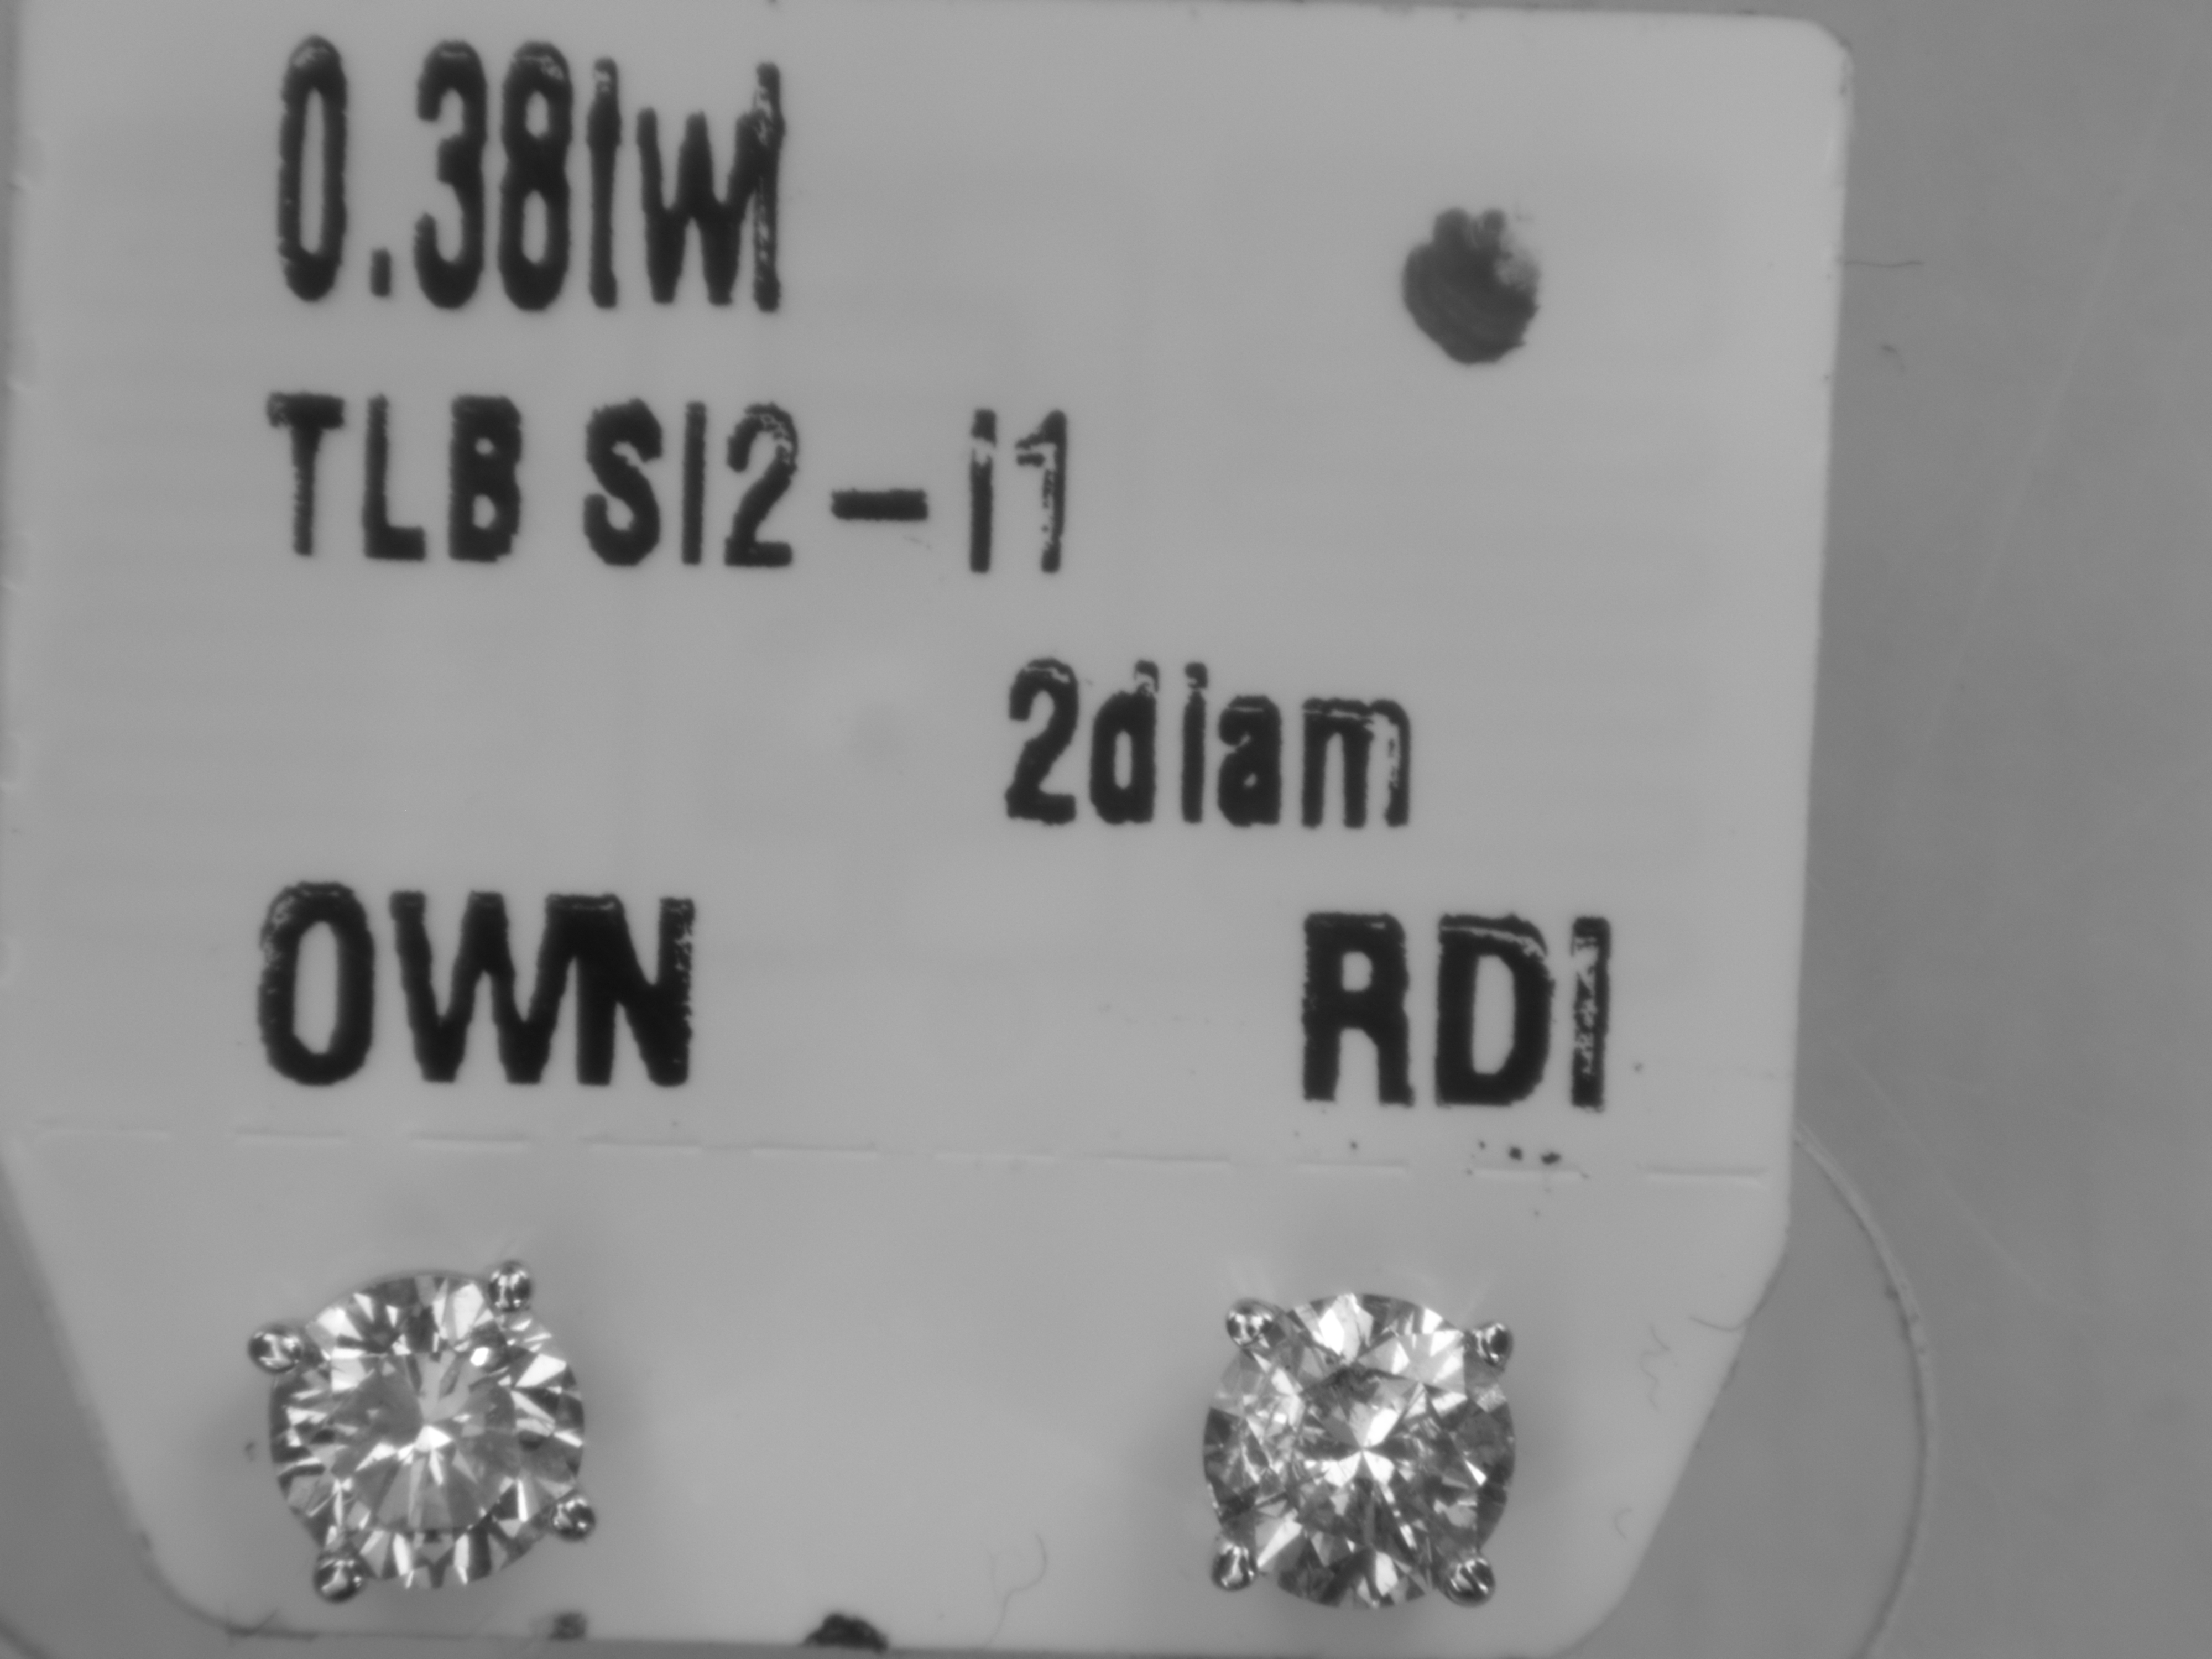 0.38twt
TLB SI2-I1
2diam
OWN RDI